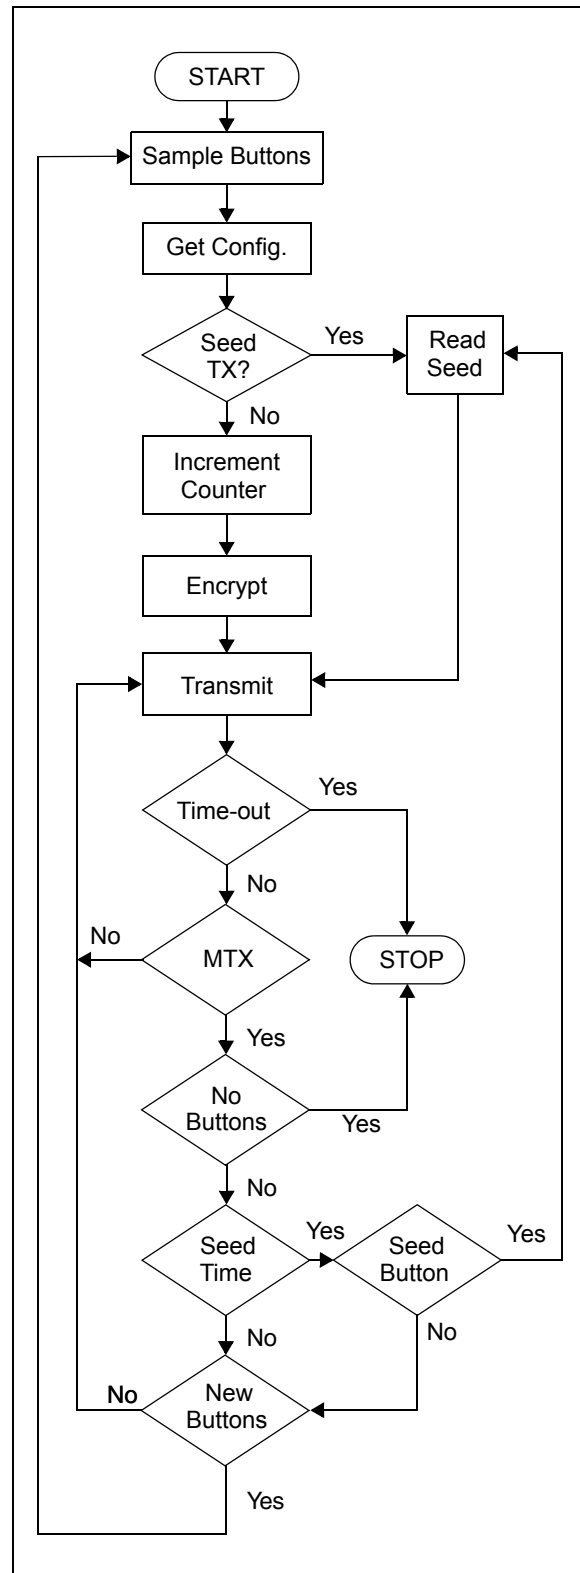 START
Sample Buttons
Get Config.
Seed
TX?
Yes
Read
Seed
No
Increment
Counter
Encrypt
Transmit
Time-out
Yes
No
No
MTX
STOP
Yes
No
Buttons
Yes
No
Seed
Time
Yes
Seed
Button
Yes
No
No
No
New
Buttons
Yes